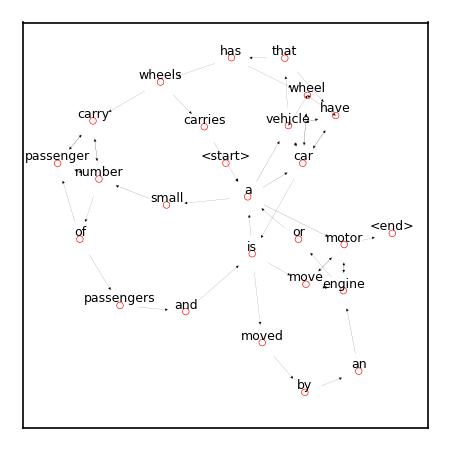 has that
wheels wheel
have
carry carries vehicle
passenger <start> car
number
a
small
of is or motor <end>
move engine
passengers and
moved
an
by